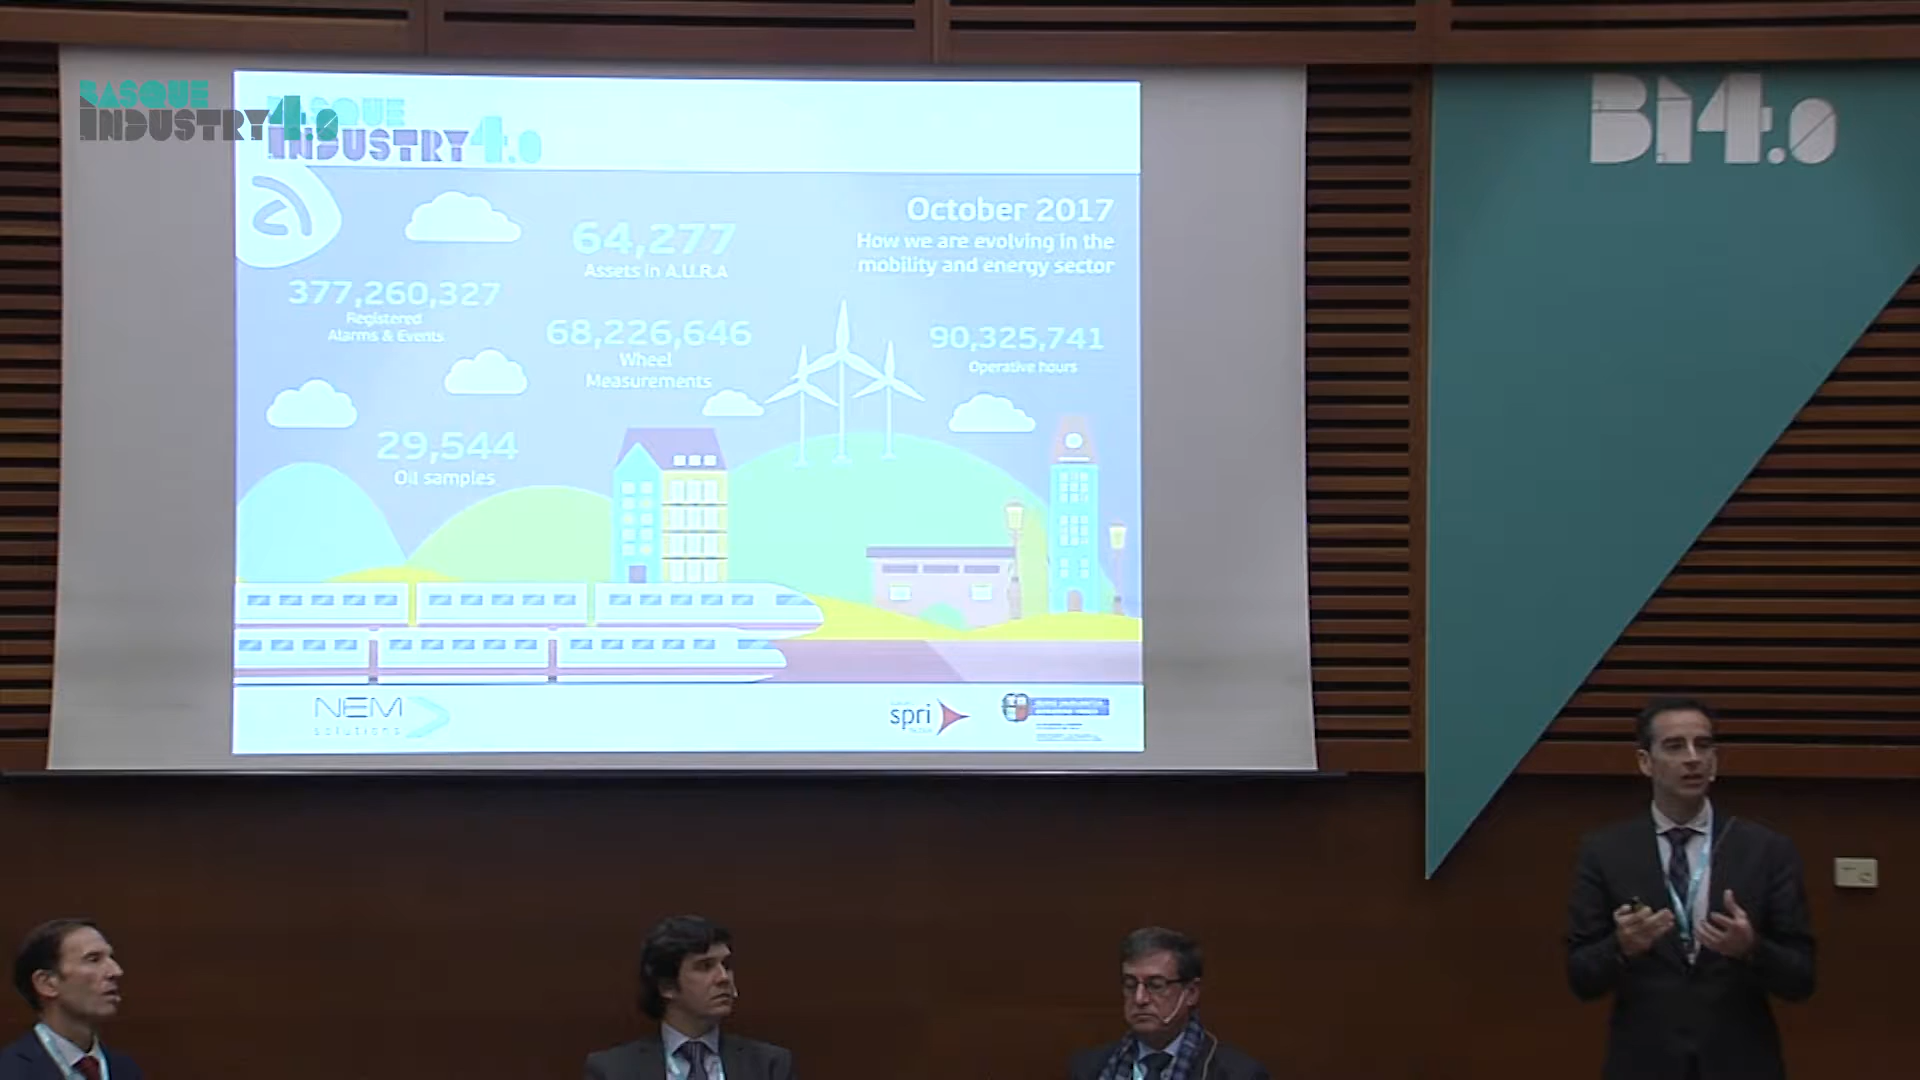 BASQUE
INDUSTRY 4.0
BASQUE
INDUSTRY 4.0
BI4.0
October 2017
How we are evolving in the
mobility and energy sector
64,277
Assets in A.U.R.A
377,260,327
Registered
Alarms & Events
68,226,646
Wheel
Measurements
90,325,741
Operative hours
29,544
Oil samples
NEM
solutions
spri